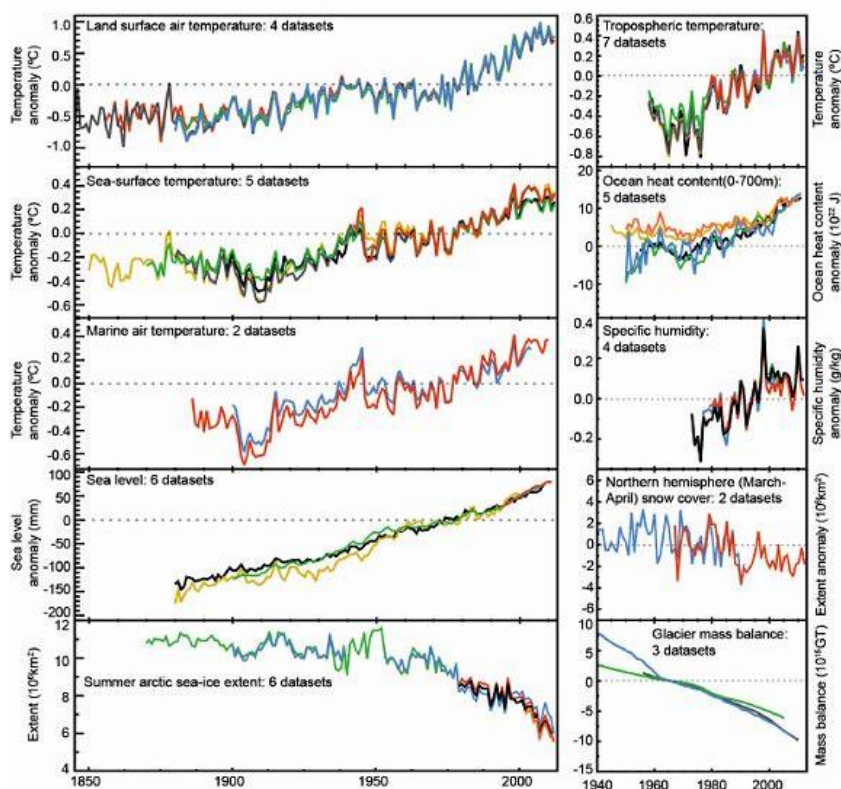 Land surface air temperature: 4 datasets
1.0
0.5
0.0
-0.5
-1.0
Temperature
anomaly (ºC)
Tropospheric temperature:
7 datasets
0.6
0.4
0.2
0.0
-0.2
-0.4
-0.6
-0.8
Temperature
anomaly (ºC)
Sea-surface temperature: 5 datasets
0.4
0.2
0.0
-0.2
-0.4
-0.6
Temperature
anomaly (ºC)
Ocean heat content(0-700m):
5 datasets
20
10
0
-10
Ocean heat content
anomaly (10²² J)
Marine air temperature: 2 datasets
0.4
0.2
0.0
-0.2
-0.4
-0.6
Temperature
anomaly (ºC)
Specific humidity:
4 datasets
0.4
0.2
0.0
-0.2
Specific humidity
anomaly (g/kg)
Sea level: 6 datasets
100
50
0
-50
-100
-150
-200
Sea level
anomaly (mm)
Northern hemisphere (March-
April) snow cover: 2 datasets
6
4
2
0
-2
-4
-6
Extent anomaly (10⁶km²)
Summer arctic sea-ice extent: 6 datasets
12
10
8
6
4
Extent (10⁶km²)
Glacier mass balance:
3 datasets
10
5
0
-5
-10
-15
Mass balance (10¹⁵GT)
1850
1900
1950
2000
1940
1960
1980
2000